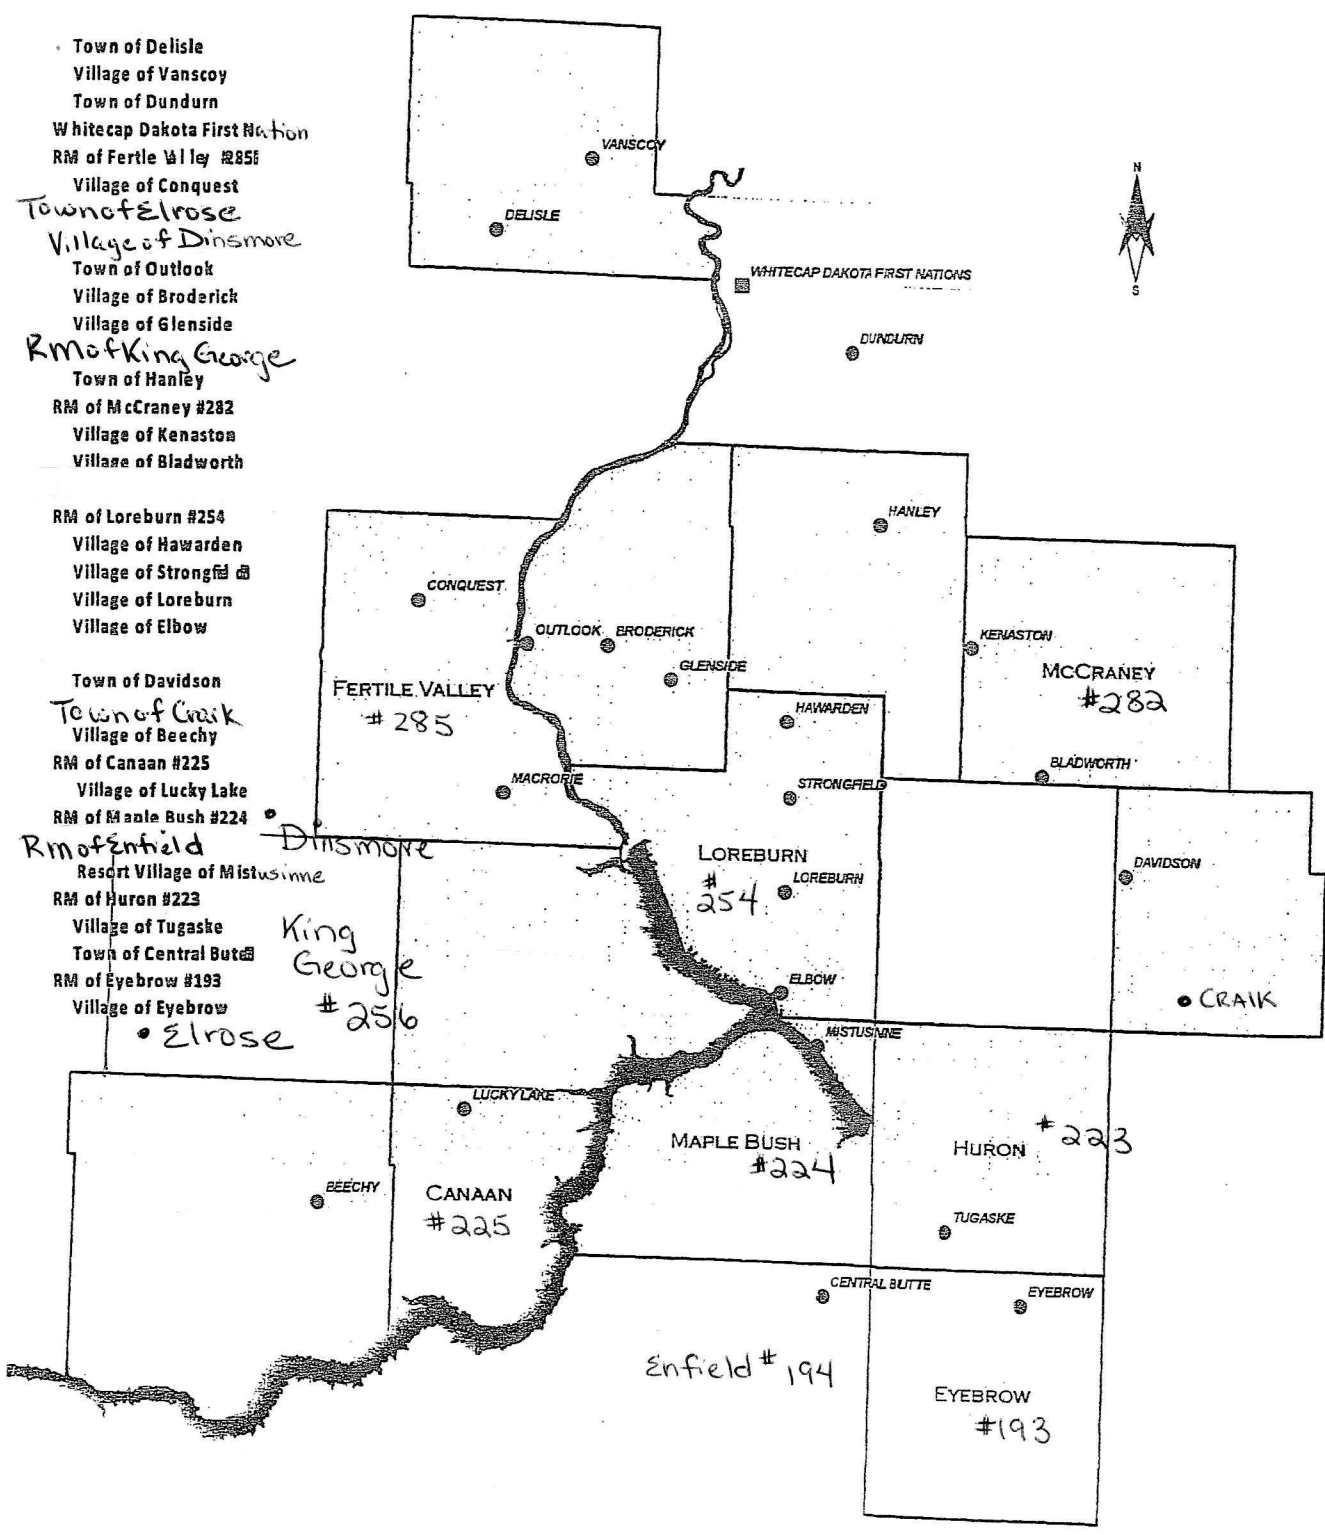 Town of Delisle
Village of Vanscoy
Town of Dundurn
Whitecap Dakota First Nation
RM of Fertle Valley #285
Village of Conquest
Town of Elrose
Village of Dinsmore
Town of Outlook
Village of Broderick
Village of Glenside
RM of King George
Town of Hanley
RM of McCraney #282
Village of Kenaston
Village of Bladworth
RM of Loreburn #254
Village of Hawarden
Village of
Village of Loreburn
Village of Elbow
Town of Davidson
Town of Craik
Village of Beechy
RM of Canaan #225
Village of Lucky Lake
RM of Maple Bush #224
Rm of Enfield
Resort Village of Mistusinne
RM of Huron #223
Village of Tugaske
Town of Central
RM of Eyebrow #193
Village of Eyebrow
VANSCOY
DELISLE
N
S
WHITECAP DAKOTA FIRST NATIONS
DUNDURN
HANLEY
CONQUEST
OUTLOOK
BRODERICK
GLENSIDE
KENASTON
MCCRANEY
#282
FERTILE VALLEY
#285
HAWARDEN
BLADWORTH
MACRORIE
STRONGFIELD
Dinsmore
LOREBURN
#
254
LOREBURN
DAVIDSON
King
George
#256
ELBOW
CRAIK
Elrose
MISTUSINNE
LUCKY LAKE
MAPLE BUSH
#224
HURON
#223
BEECHY
CANAAN
#225
TUGASKE
CENTRAL BUTTE
EYEBROW
Enfield #194
EYEBROW
#193